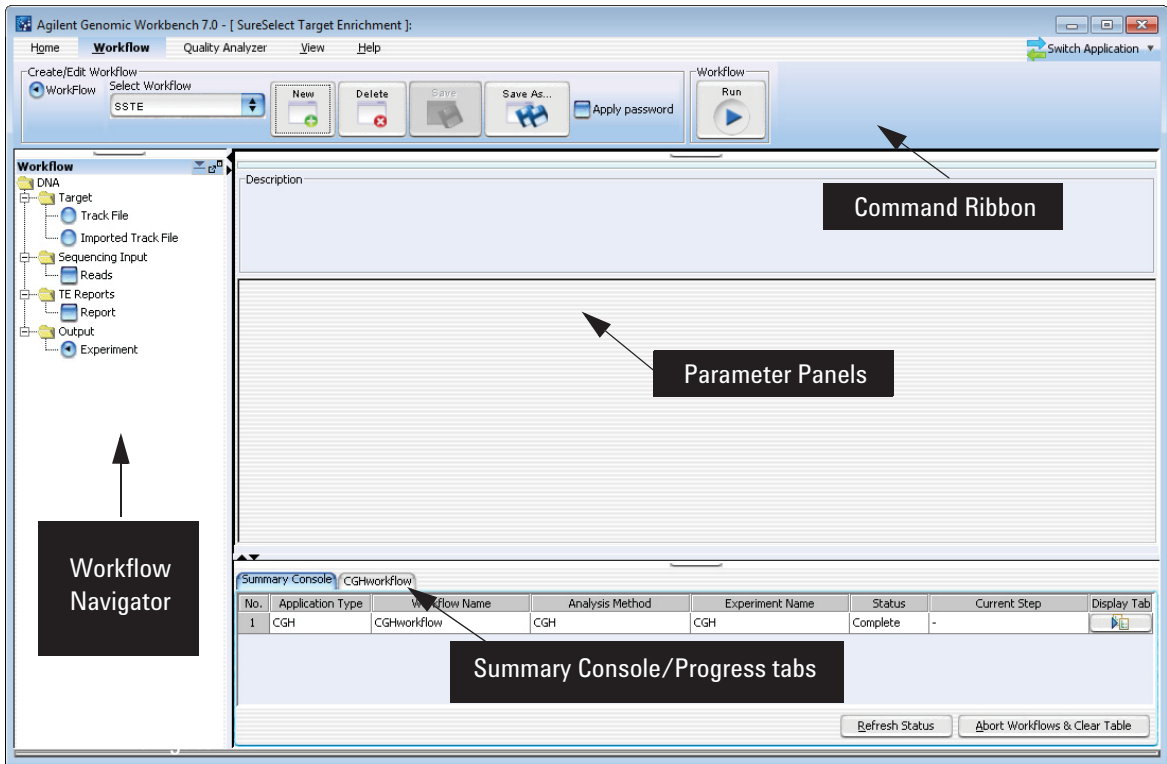 Agilent Genomic Workbench 7.0 - [ SureSelect Target Enrichment ]:
Home Workflow Quality Analyzer View Help Switch Application
Create/Edit Workflow
WorkFlow
Select Workflow
SSTE
New
Delete
Save
Save As...
Apply password
Workflow
Run
Command Ribbon
Workflow
DNA
Target
Track File
Imported Track File
Sequencing Input
Reads
TE Reports
Report
Output
Experiment
Workflow
Navigator
Description
Parameter Panels
Summary Console CGHworkflow
No. Application Type Workflow Name Analysis Method Experiment Name Status Current Step Display Tab
1 CGH CGHworkflow CGH CGH Complete -
Summary Console/Progress tabs
Refresh Status Abort Workflows & Clear Table